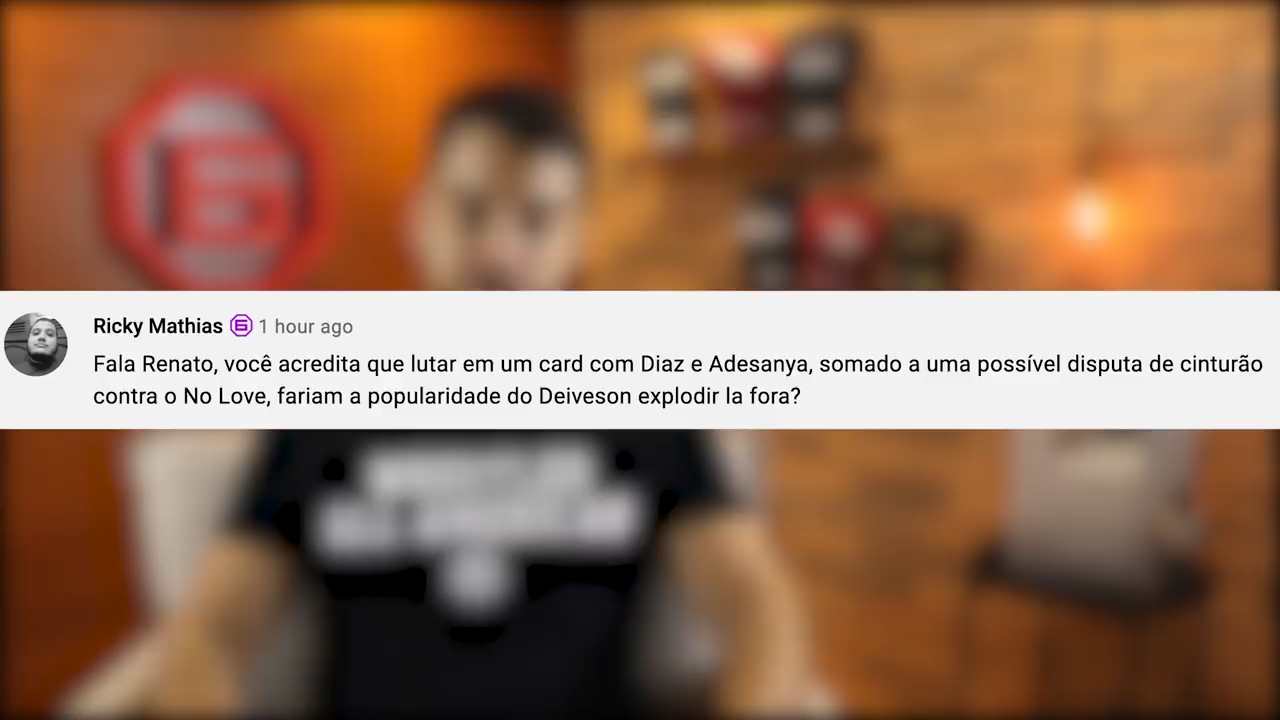 Ricky Mathias 1 hour ago
Fala Renato, você acredita que lutar em um card com Diaz e Adesanya, somado a uma possível disputa de cinturão
contra o No Love, fariam a popularidade do Deiveson explodir la fora?